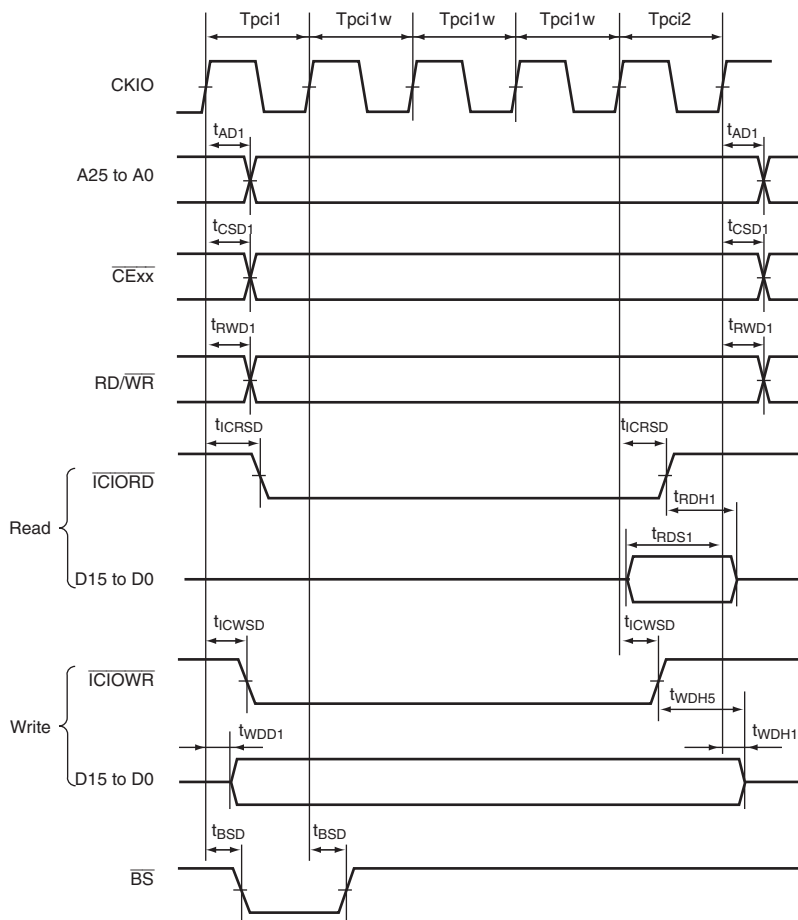 Tpci1 Tpci1w Tpci1w Tpci1w Tpci2
CKIO
tAD1 tAD1
A25 to A0
tCSD1 tCSD1
CExx
tRWD1 tRWD1
RD/WR
tICRSD tICRSD
ICIORD
tRDH1
Read
tRDS1
D15 to D0
tICWSD tICWSD
ICIOWR
tWDH5
Write
tWDD1 tWDH1
D15 to D0
tBSD tBSD
BS